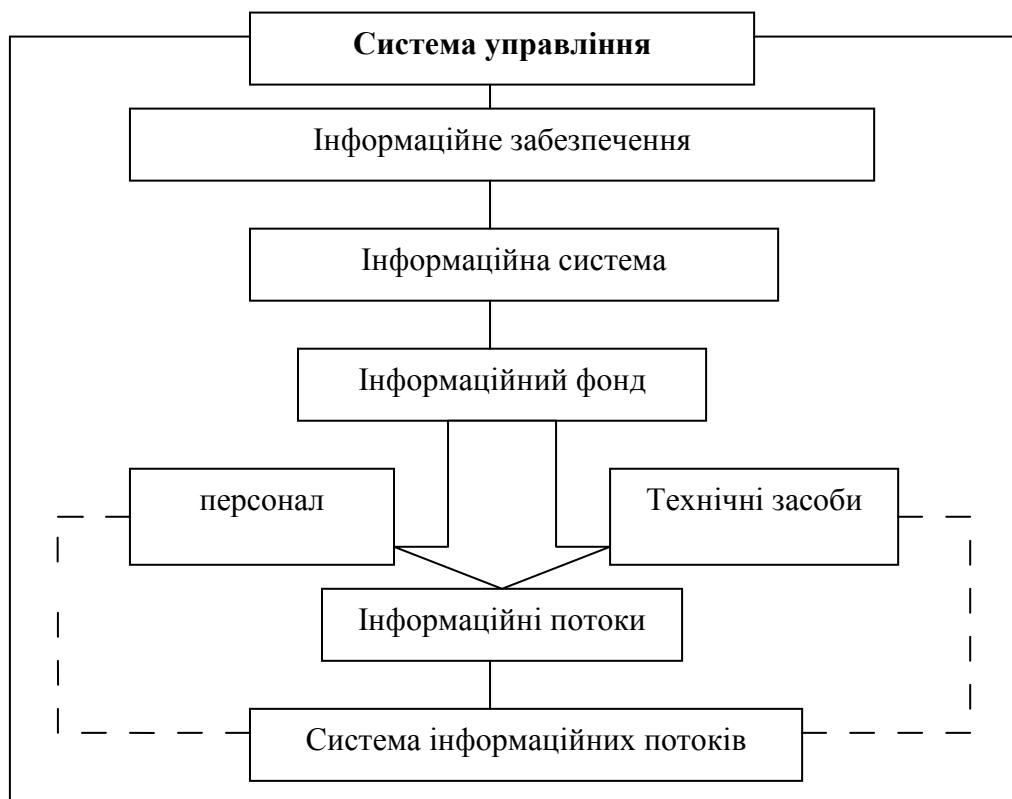 Система управління
Інформаційне забезпечення
Інформаційна система
Інформаційний фонд
персонал
Технічні засоби
Інформаційні потоки
Система інформаційних потоків